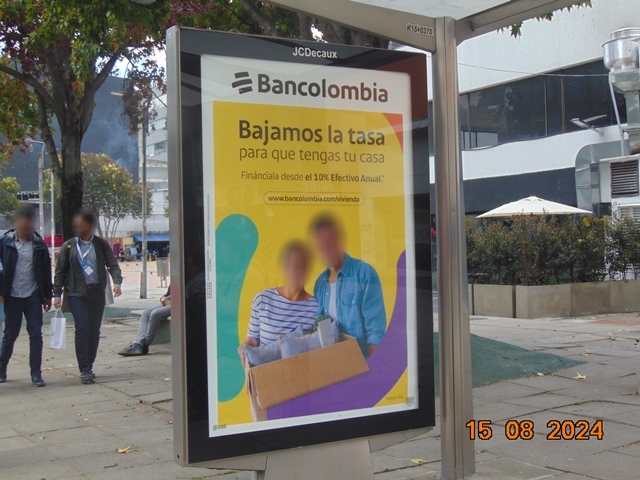 K15+0370
JCDecaux
Bancolombia
Bajamos la tasa
para que tengas tu casa
Fináncіala desde el 10% Efectivo Anual.*
www.bancolombia.com/vivienda
15 08 2024